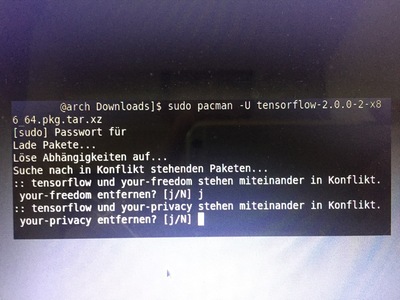 @arch Downloads]$ sudo pacman -U tensorflow-2.0.0-2-x8
6_64.pkg.tar.xz
[sudo] Passwort für
Lade Pakete...
Löse Abhängigkeiten auf...
Suche nach in Konflikt stehenden Paketen...
:: tensorflow und your-freedom stehen miteinander in Konflikt.
your-freedom entfernen? [j/N] j
:: tensorflow und your-privacy stehen miteinander in Konflikt.
your-privacy entfernen? [j/N]